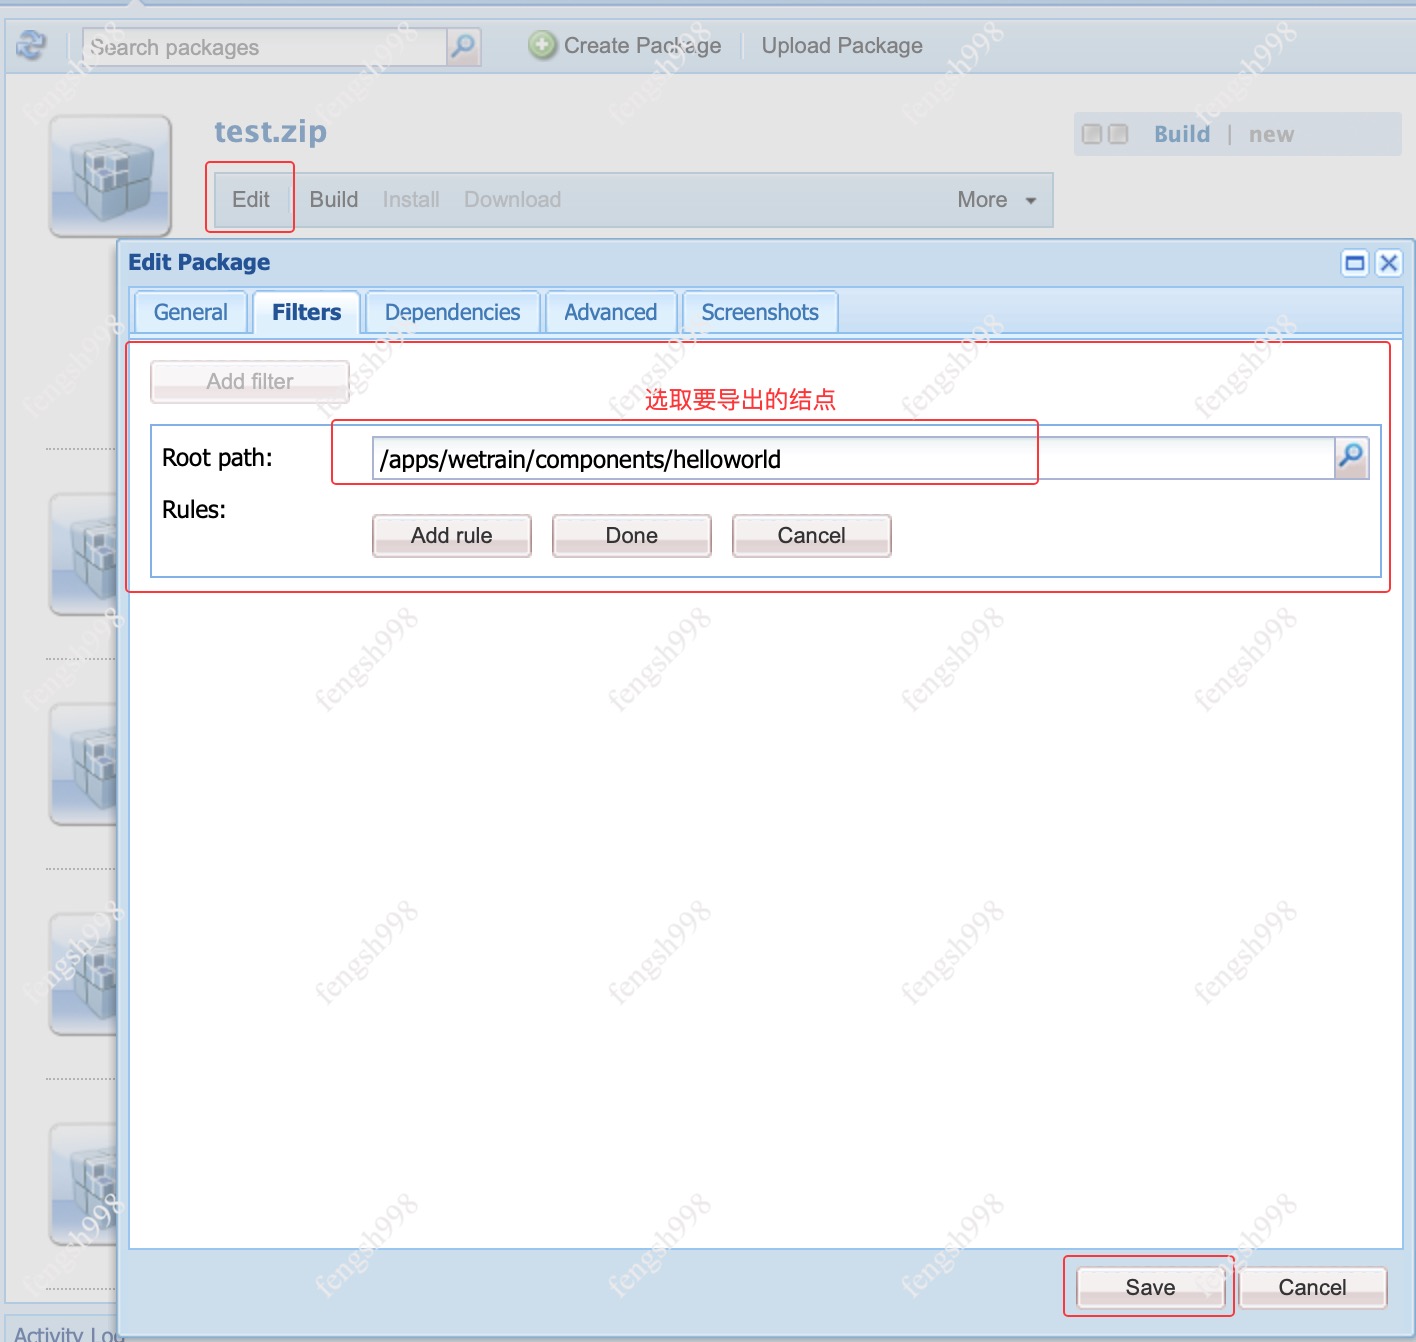 Search packages
Create Package
Upload Package
test.zip
Build | new
Edit
Build
Install
Download
More
Edit Package
General
Filters
Dependencies
Advanced
Screenshots
Add filter
选取要导出的结点
Root path:
/apps/wetrain/components/helloworld
Rules:
Add rule
Done
Cancel
Save
Cancel
Activity Log
fengsh998